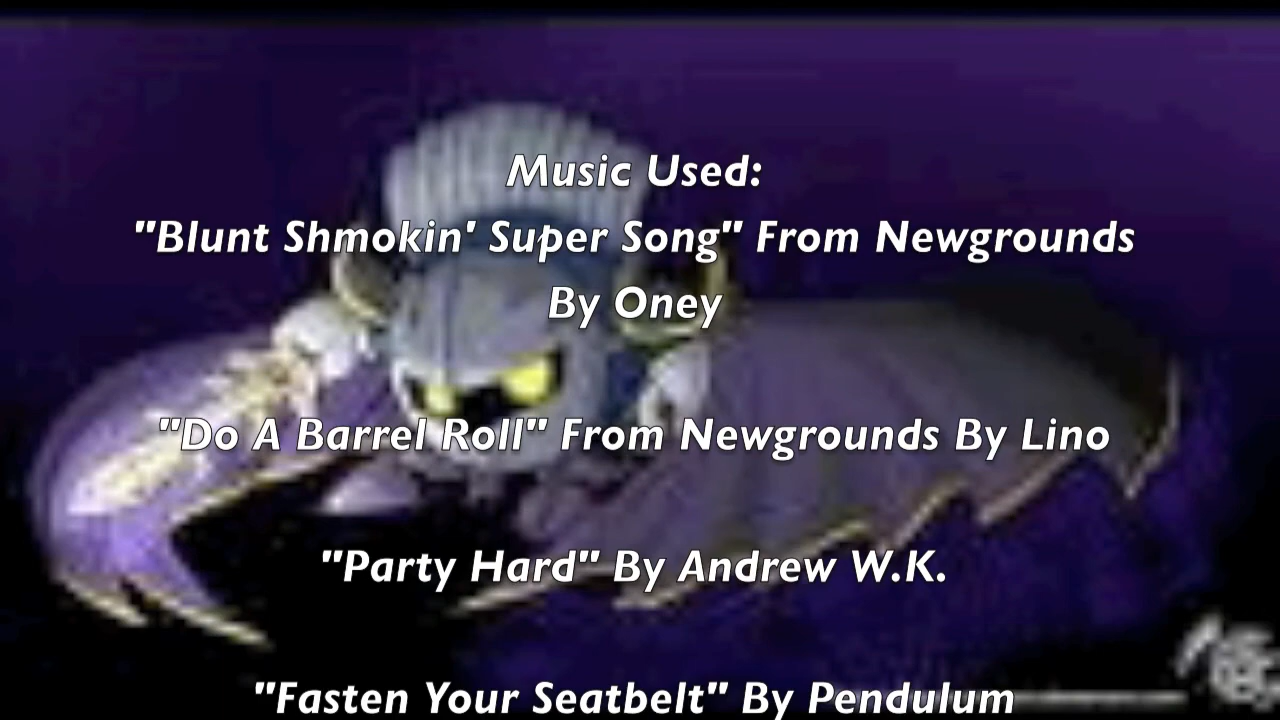 Music Used:
"Blunt Shmokin' Super Song" From Newgrounds
By Oney
"Do A Barrel Roll" From Newgrounds By Lino
"Party Hard" By Andrew W.K.
"Fasten Your Seatbelt" By Pendulum